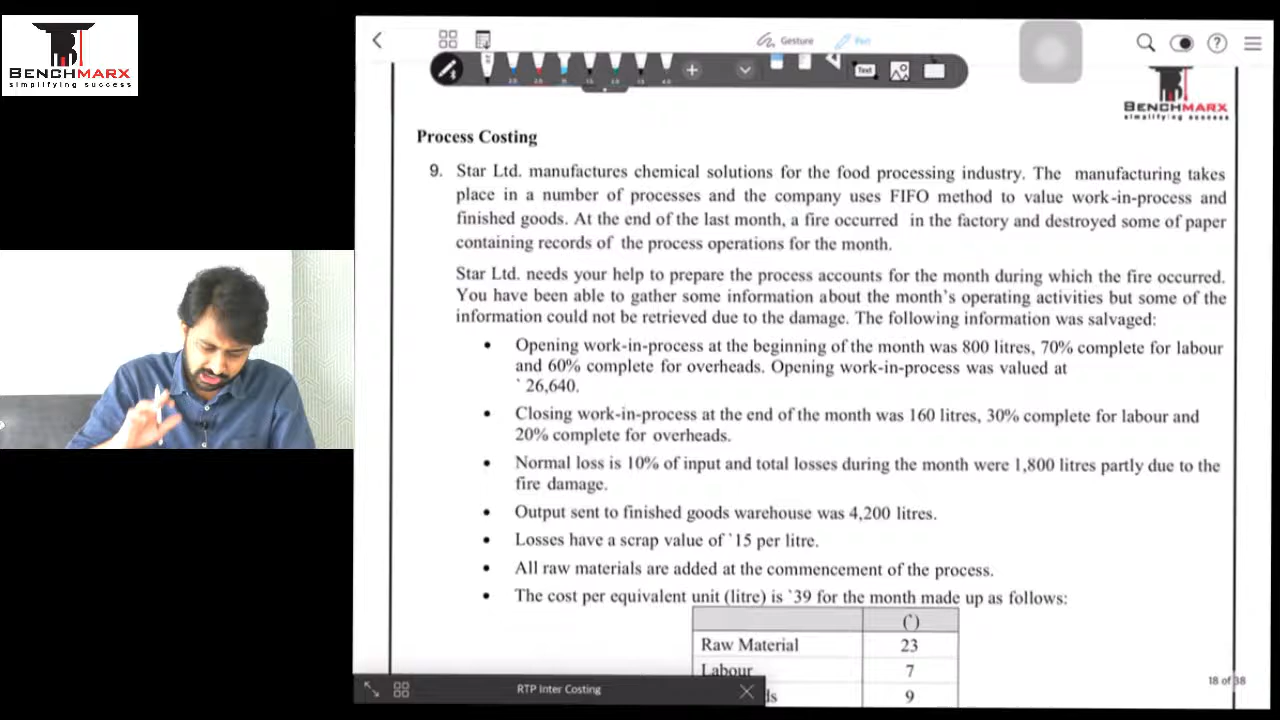 BENCHMARX
simplifying success
Gesture
Pen
Text
BENCHMARX
simplifying success
Process Costing
9. Star Ltd. manufactures chemical solutions for the food processing industry. The manufacturing takes
place in a number of processes and the company uses FIFO method to value work-in-process and
finished goods. At the end of the last month, a fire occurred in the factory and destroyed some of paper
containing records of the process operations for the month.
Star Ltd. needs your help to prepare the process accounts for the month during which the fire occurred.
You have been able to gather some information about the month's operating activities but some of the
information could not be retrieved due to the damage. The following information was salvaged:
• Opening work-in-process at the beginning of the month was 800 litres, 70% complete for labour
and 60% complete for overheads. Opening work-in-process was valued at
` 26,640.
• Closing work-in-process at the end of the month was 160 litres, 30% complete for labour and
20% complete for overheads.
• Normal loss is 10% of input and total losses during the month were 1,800 litres partly due to the
fire damage.
• Output sent to finished goods warehouse was 4,200 litres.
• Losses have a scrap value of `15 per litre.
• All raw materials are added at the commencement of the process.
• The cost per equivalent unit (litre) is `39 for the month made up as follows:
(`)
Raw Material 23
Labour 7
ds 9
RTP Inter Costing
18 of 38